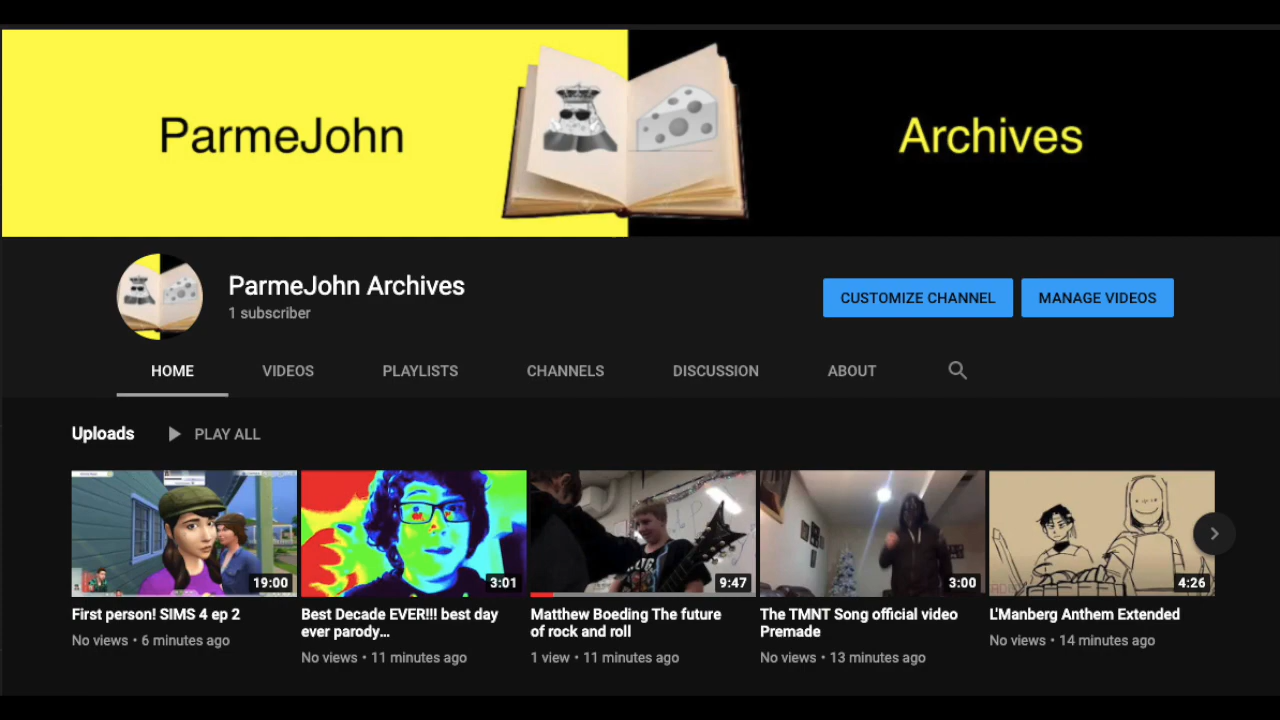 ParmeJohn
Archives
ParmeJohn Archives
1 subscriber
CUSTOMIZE CHANNEL
MANAGE VIDEOS
HOME
VIDEOS
PLAYLISTS
CHANNELS
DISCUSSION
ABOUT
Uploads
PLAY ALL
19:00
3:01
9:47
3:00
4:26
First person! SIMS 4 ep 2
No views • 6 minutes ago
Best Decade EVER!!! best day
ever parody...
No views • 11 minutes ago
Matthew Boeding The future
of rock and roll
1 view • 11 minutes ago
The TMNT Song official video
Premade
No views • 13 minutes ago
L'Manberg Anthem Extended
No views • 14 minutes ago